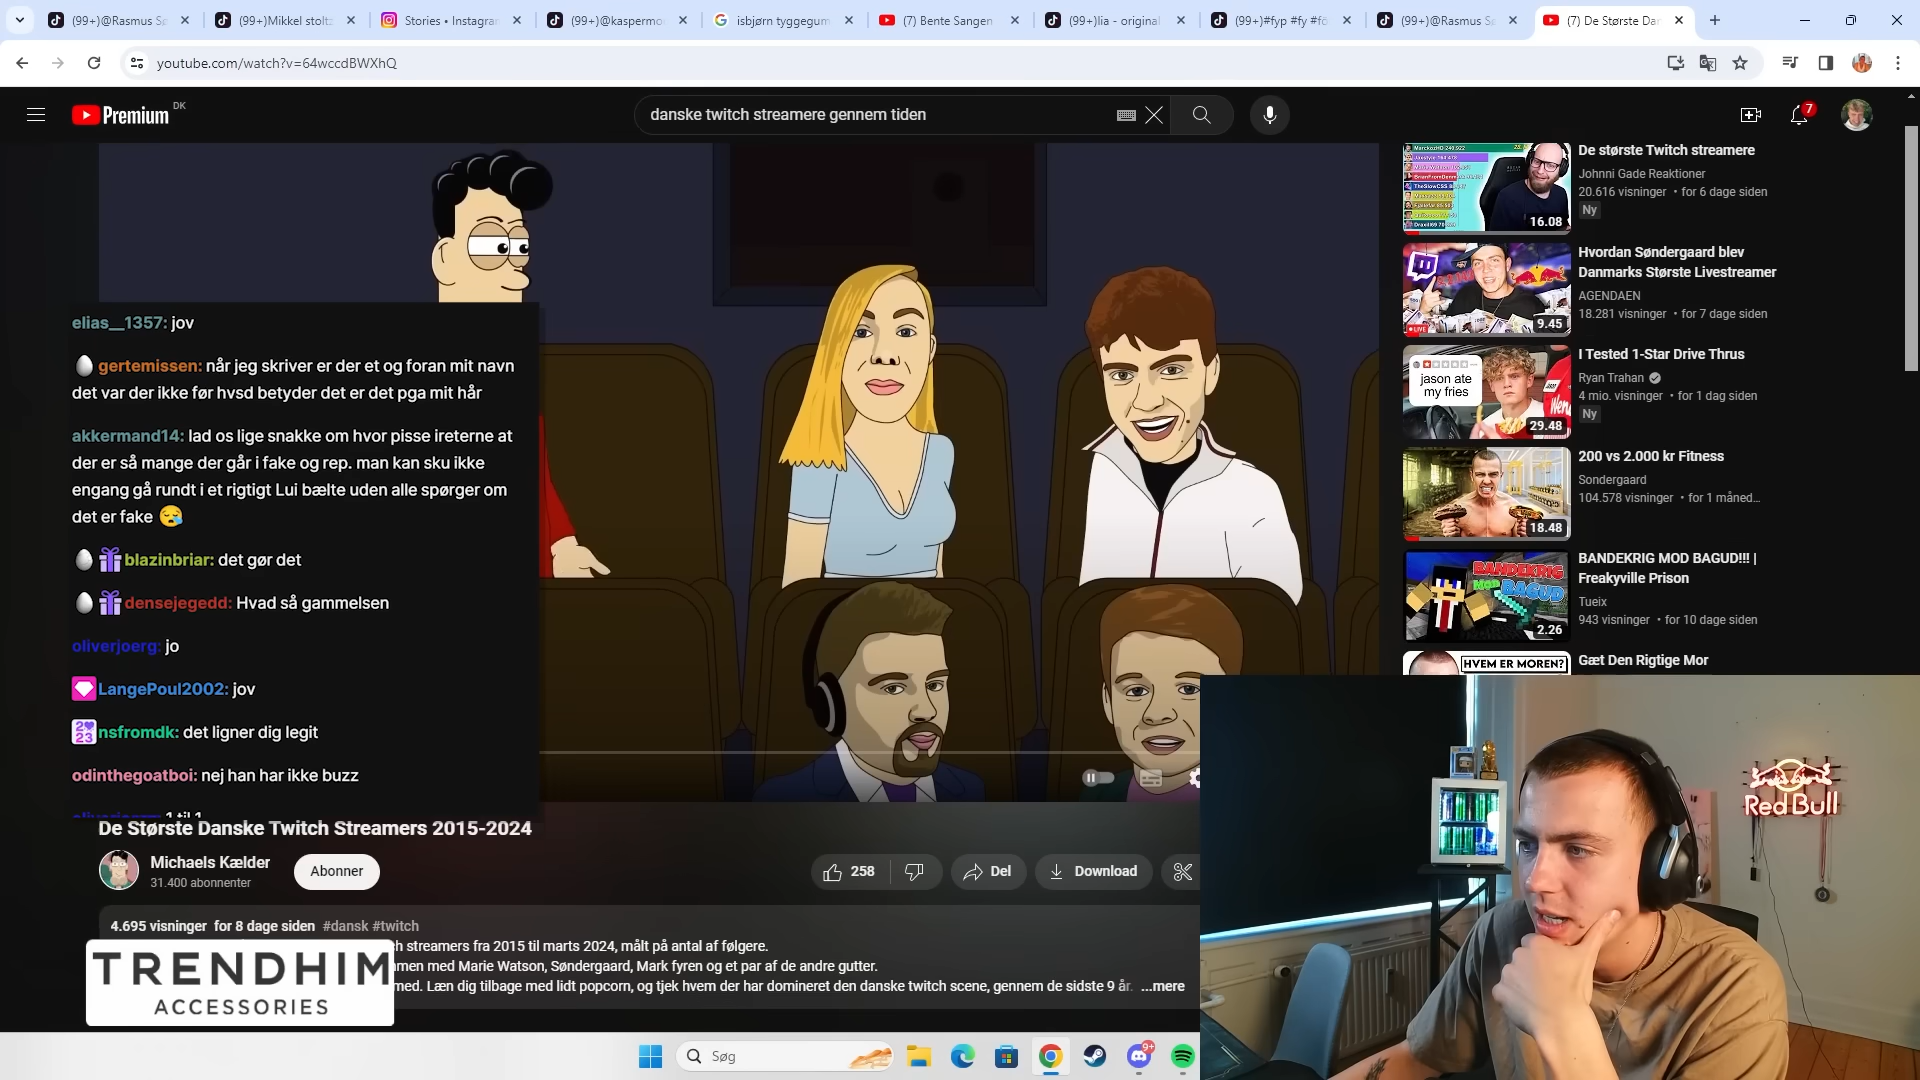 (99+)@Rasmus S
(99+)Mikkel stoltz
Stories • Instagram
(99+)@kaspermo
isbjørn tyggegum
(7) Bente Sangen
(99+)lia - original
(99+)#fyp #fy #fö
(99+)@Rasmus S
(7) De Største Dan
youtube.com/watch?v=64wccdBWXhQ
Premium DK
danske twitch streamere gennem tiden
7
elias__1357: jov
gertemissen: når jeg skriver er der et og foran mit navn
det var der ikke før hvsd betyder det er det pga mit hår
akkermand14: lad os lige snakke om hvor pisse ireterne at
der er så mange der går i fake og rep. man kan sku ikke
engang gå rundt i et rigtigt Lui bælte uden alle spørger om
det er fake
blazinbriar: det gør det
densejegedd: Hvad så gammelsen
oliverjoerg: jo
LangePoul2002: jov
2023 nsfromdk: det ligner dig legit
odinthegoatboi: nej han har ikke buzz
De Største Danske Twitch Streamers 2015-2024
Michaels Kælder
31.400 abonnenter
Abonner
258
Del
Download
4.695 visninger for 8 dage siden #dansk #twitch
ch streamers fra 2015 til marts 2024, målt på antal af følgere.
men med Marie Watson, Søndergaard, Mark fyren og et par af de andre gutter.
med. Læn dig tilbage med lidt popcorn, og tjek hvem der har domineret den danske twitch scene, gennem de sidste 9 år. ...mere
TRENDHIM
ACCESSORIES
De største Twitch streamere
Johnni Gade Reaktioner
20.616 visninger • for 6 dage siden
Ny
16.08
Hvordan Søndergaard blev
Danmarks Største Livestreamer
AGENDAEN
18.281 visninger • for 7 dage siden
LIVE
9.45
I Tested 1-Star Drive Thrus
Ryan Trahan
4 mio. visninger • for 1 dag siden
Ny
jason ate
my fries
29.48
200 vs 2.000 kr Fitness
Sondergaard
104.578 visninger • for 1 måned...
18.48
BANDEKRIG MOD BAGUD!!! |
Freakyville Prison
Tueix
943 visninger • for 10 dage siden
BANDEKRIG
MOD
BAGUD
2.26
Gæt Den Rigtige Mor
HVEM ER MOREN?
Red Bull
Søg
9+